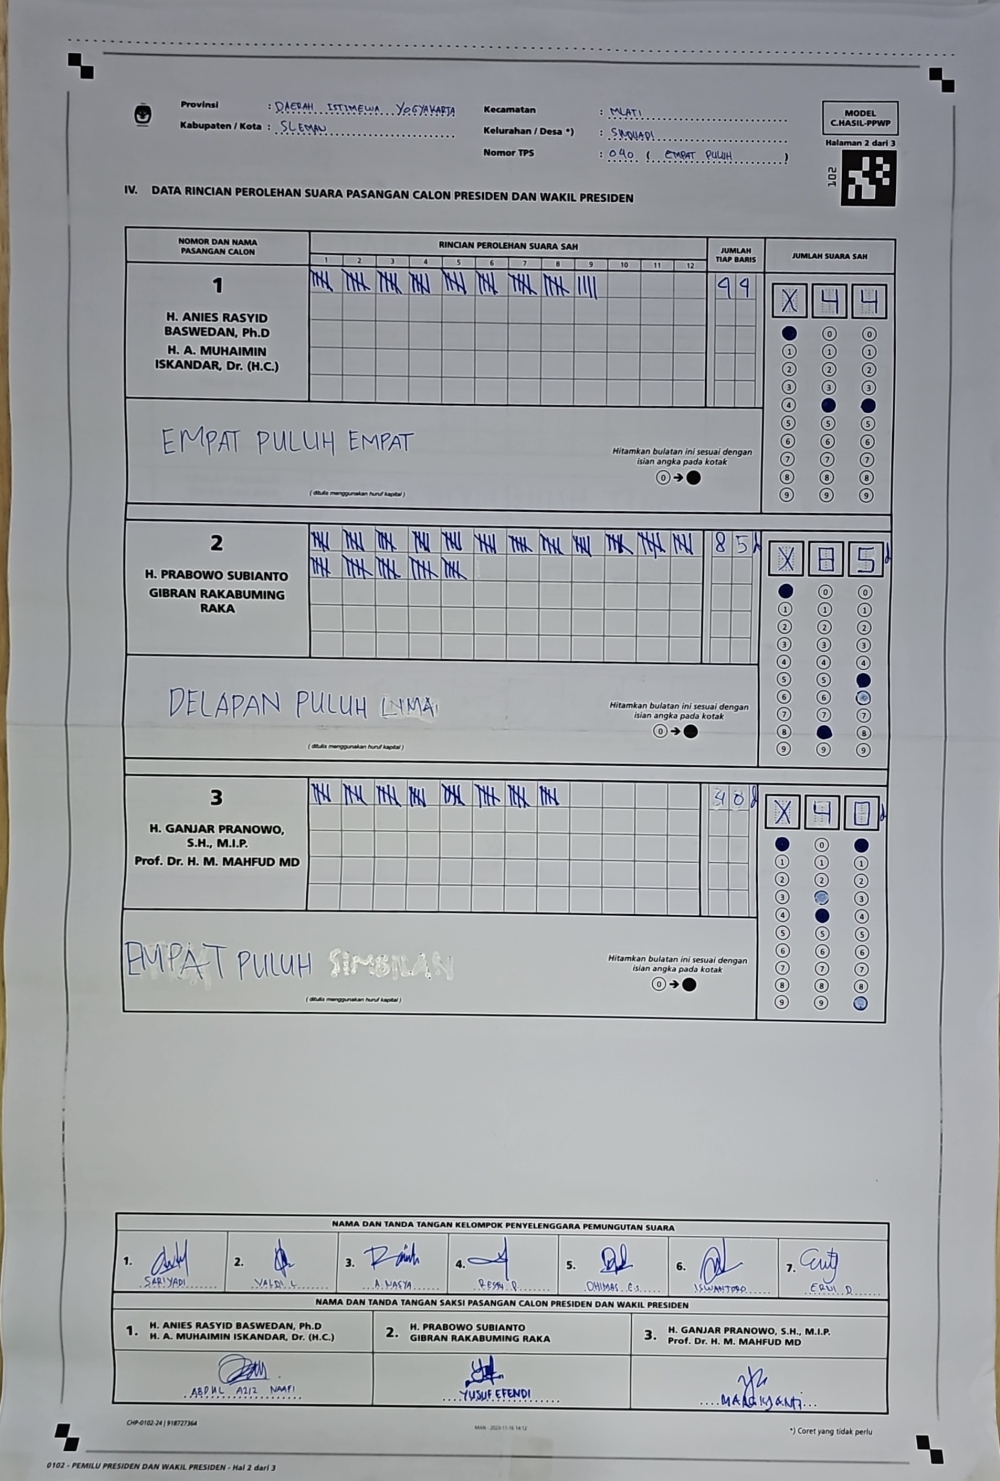 Provinsi : DAERAH ISTIMEWA YOGYAKARTA
Kabupaten / Kota : SLEMAN
Kecamatan : MLATI
Kelurahan / Desa *) : SINDUADI
Nomor TPS : 040 ( EMPAT PULUH )
MODEL
C.HASIL-PPWP
Halaman 2 dari 3
102
IV. DATA RINCIAN PEROLEHAN SUARA PASANGAN CALON PRESIDEN DAN WAKIL PRESIDEN
NOMOR DAN NAMA
PASANGAN CALON
RINCIAN PEROLEHAN SUARA SAH
1 2 3 4 5 6 7 8 9 10 11 12
JUMLAH
TIAP BARIS
JUMLAH SUARA SAH
1
H. ANIES RASYID
BASWEDAN, Ph.D
H. A. MUHAIMIN
ISKANDAR, Dr. (H.C.)
44
X 4 4
EMPAT PULUH EMPAT
Hitamkan bulatan ini sesuai dengan
isian angka pada kotak
( ditulis menggunakan huruf kapital )
2
H. PRABOWO SUBIANTO
GIBRAN RAKABUMING
RAKA
85
X 8 5
DELAPAN PULUH LIMA
Hitamkan bulatan ini sesuai dengan
isian angka pada kotak
( ditulis menggunakan huruf kapital )
3
H. GANJAR PRANOWO,
S.H., M.I.P.
Prof. Dr. H. M. MAHFUD MD
40
X 4 0
EMPAT PULUH SIMBILAN
Hitamkan bulatan ini sesuai dengan
isian angka pada kotak
( ditulis menggunakan huruf kapital )
NAMA DAN TANDA TANGAN KELOMPOK PENYELENGGARA PEMUNGUTAN SUARA
1. SARIYADI
2. VALDI L.
3. A. NASYA
4. RESTU P.
5. DHIMAS E.S
6. ISWANTORO
7. ERVI D
NAMA DAN TANDA TANGAN SAKSI PASANGAN CALON PRESIDEN DAN WAKIL PRESIDEN
1. H. ANIES RASYID BASWEDAN, Ph.D
H. A. MUHAIMIN ISKANDAR, Dr. (H.C.)
2. H. PRABOWO SUBIANTO
GIBRAN RAKABUMING RAKA
3. H. GANJAR PRANOWO, S.H., M.I.P.
Prof. Dr. H. M. MAHFUD MD
ABDUL AZIZ NAAFI
YUSUF EFENDI
MARGIYANTI
CHP-0102-24 | 918727364
*) Coret yang tidak perlu
0102 - PEMILU PRESIDEN DAN WAKIL PRESIDEN - Hal 2 dari 3